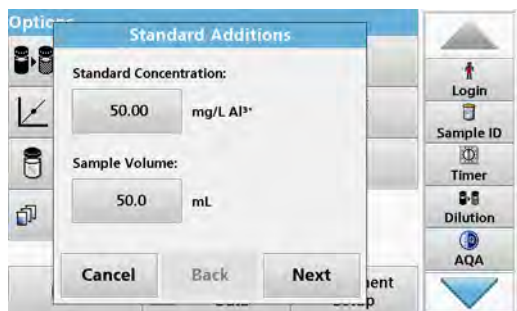 Options
Standard Additions
Standard Concentration:
50.00 mg/L Al³⁺
Sample Volume:
50.0 mL
Cancel Back Next
Login
Sample ID
Timer
Dilution
AQA